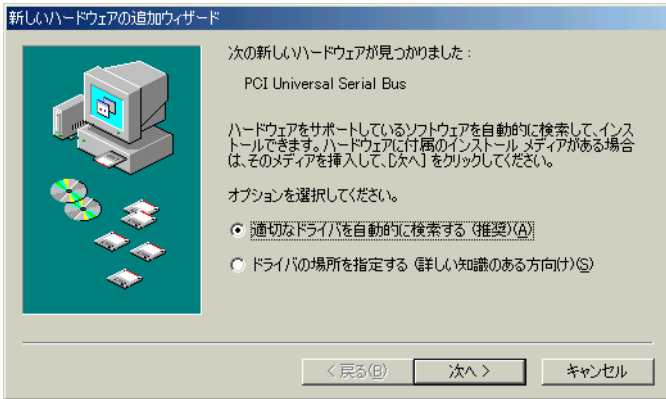 新しいハードウェアの追加ウィザード
次の新しいハードウェアが見つかりました :
PCI Universal Serial Bus
ハードウェアをサポートしているソフトウェアを自動的に検索して、インス
トールできます。ハードウェアに付属のインストール メディアがある場合
は、そのメディアを挿入して、[次へ] をクリックしてください。
オプションを選択してください。
適切なドライバを自動的に検索する (推奨)(A)
ドライバの場所を指定する (詳しい知識のある方向け)(S)
< 戻る(B)
次へ >
キャンセル